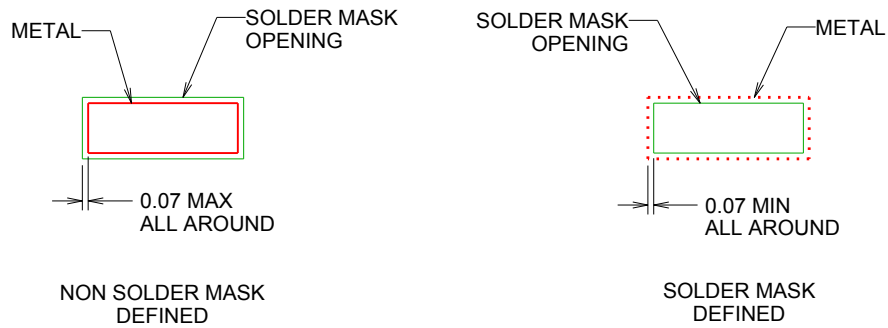 METAL
SOLDER MASK
OPENING
0.07 MAX
ALL AROUND
NON SOLDER MASK
DEFINED
SOLDER MASK
OPENING
METAL
0.07 MIN
ALL AROUND
SOLDER MASK
DEFINED